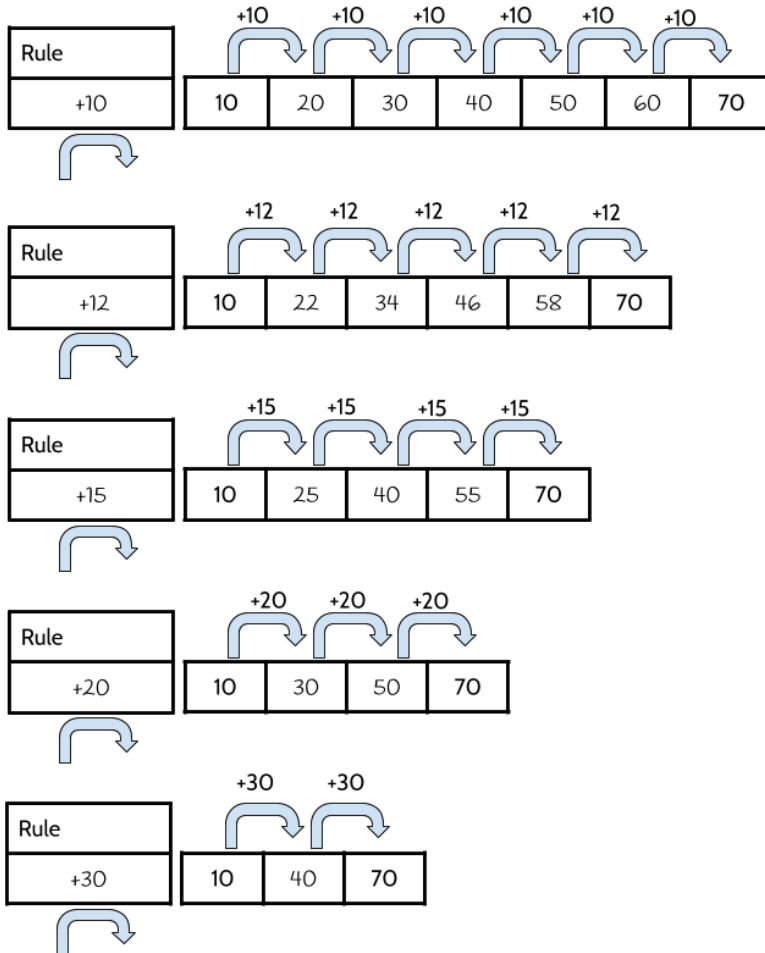 +10 +10 +10 +10 +10 +10
Rule
+10 10 20 30 40 50 60 70
+12 +12 +12 +12 +12
Rule
+12 10 22 34 46 58 70
+15 +15 +15 +15
Rule
+15 10 25 40 55 70
+20 +20 +20
Rule
+20 10 30 50 70
+30 +30
Rule
+30 10 40 70